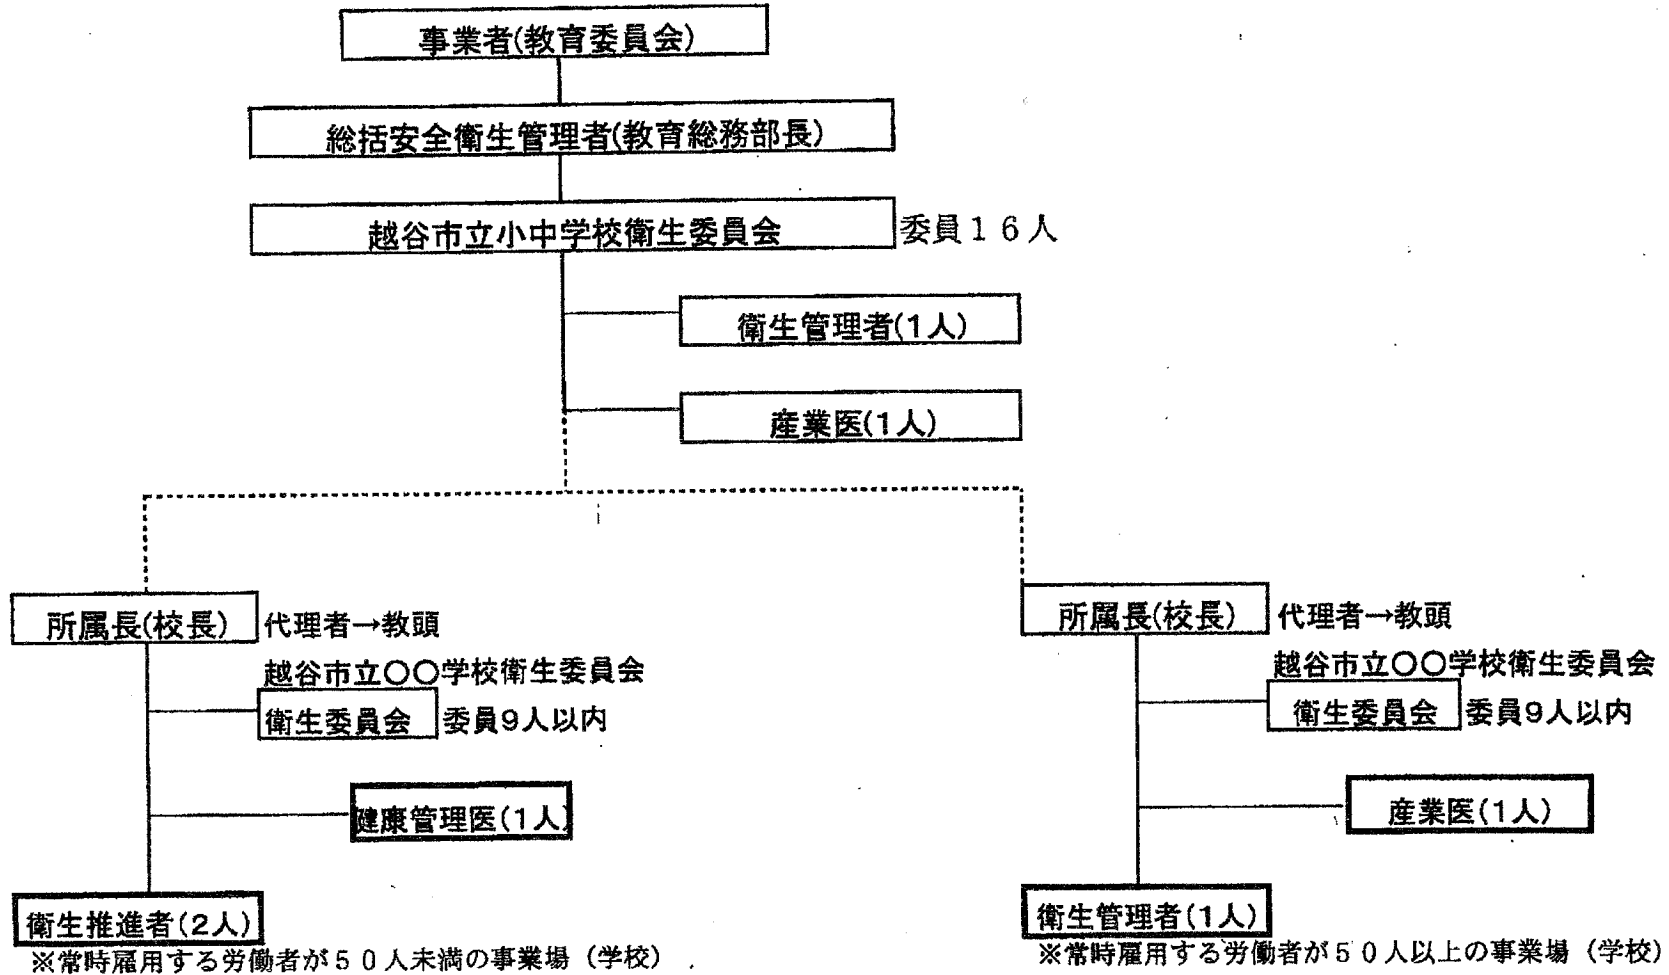 事業者(教育委員会)
総括安全衛生管理者(教育総務部長)
越谷市立小中学校衛生委員会 委員１６人
衛生管理者(1人)
産業医(1人)
所属長(校長) 代理者→教頭
越谷市立〇〇学校衛生委員会
衛生委員会 委員9人以内
健康管理医(1人)
衛生推進者(2人)
※常時雇用する労働者が５０人未満の事業場（学校）
所属長(校長) 代理者→教頭
越谷市立〇〇学校衛生委員会
衛生委員会 委員9人以内
産業医(1人)
衛生管理者(1人)
※常時雇用する労働者が５０人以上の事業場（学校）